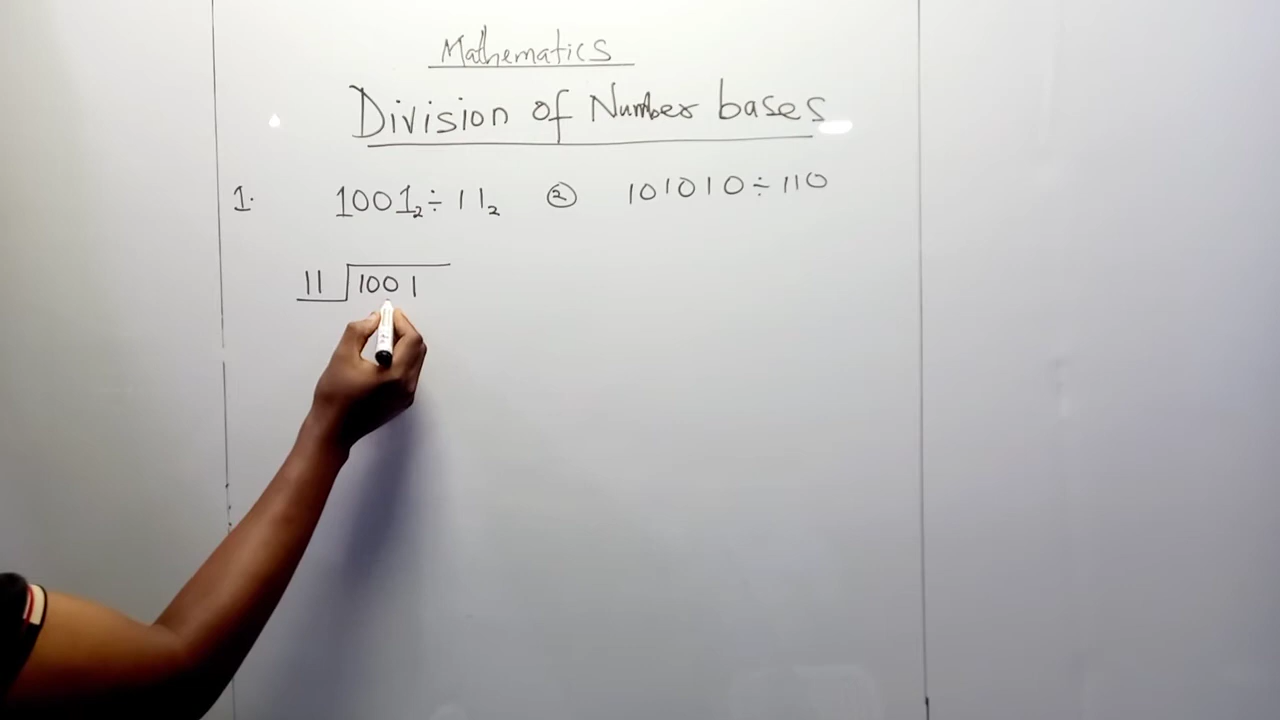 Mathematics
Division of Number bases
1. 1001₂ ÷ 11₂ ② 101010 ÷ 110
11 1001